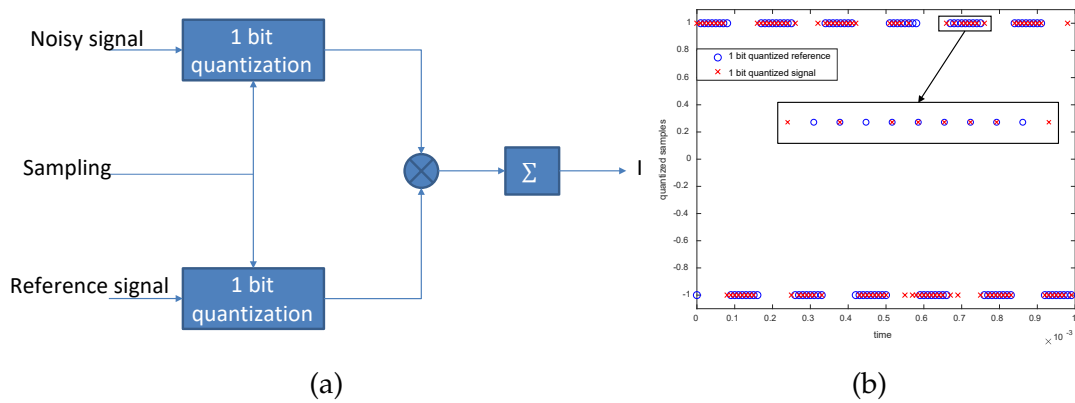 Noisy signal
1 bit
quantization
Sampling
Σ
I
Reference signal
1 bit
quantization
(a)
1
0.8
0.6
0.4
0.2
0
-0.2
-0.4
-0.6
-0.8
-1
quantized samples
1 bit quantized reference
1 bit quantized signal
0 0.1 0.2 0.3 0.4 0.5 0.6 0.7 0.8 0.9 1
time
× 10⁻³
(b)